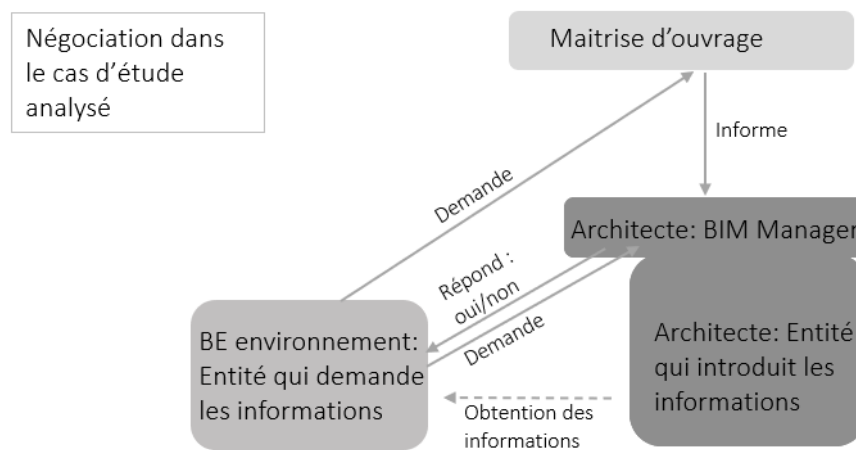 Négociation dans
le cas d'étude
analysé
Maitrise d'ouvrage
Informe
Demande
Architecte: BIM Manager
Répond :
oui/non
Demande
BE environnement:
Entité qui demande
les informations
Architecte: Entité
qui introduit les
informations
Obtention des
informations